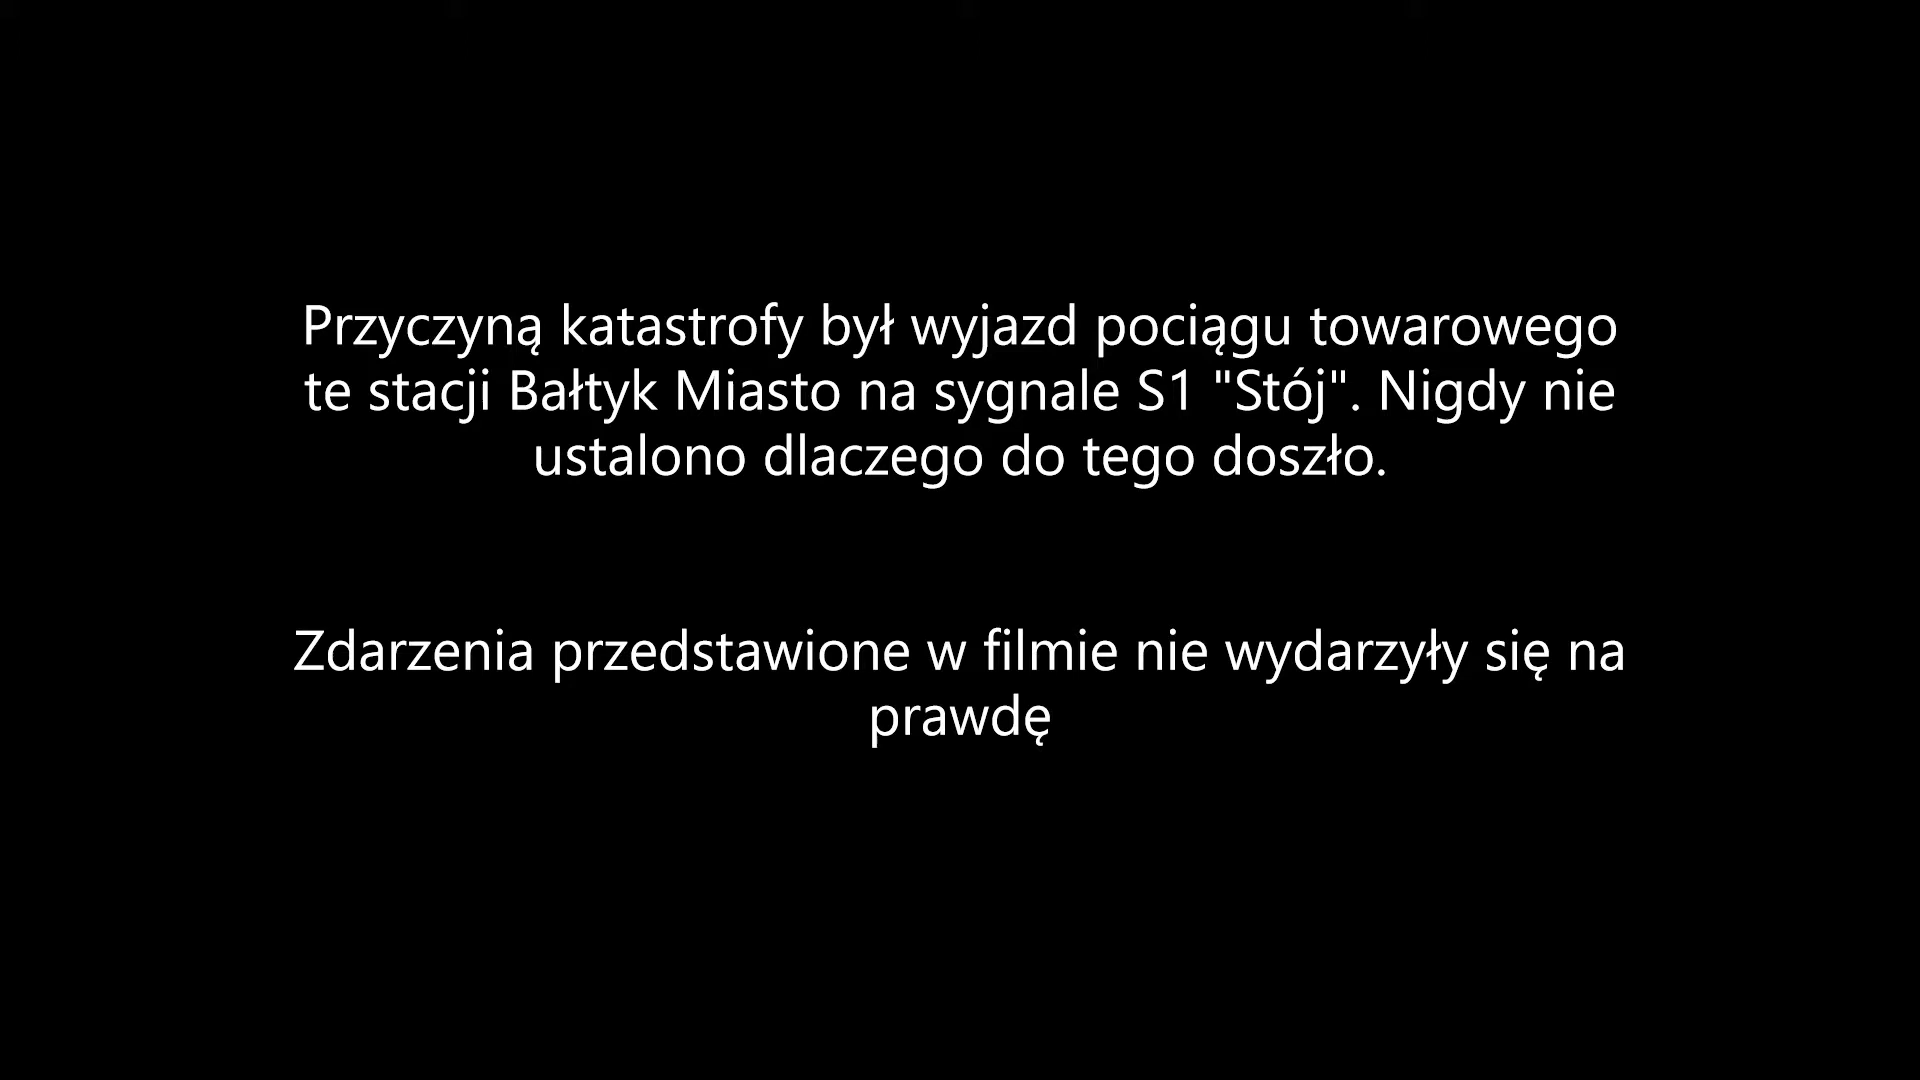 Przyczyną katastrofy był wyjazd pociągu towarowego
te stacji Bałtyk Miasto na sygnale S1 "Stój". Nigdy nie
ustalono dlaczego do tego doszło.
Zdarzenia przedstawione w filmie nie wydarzyły się na
prawdę